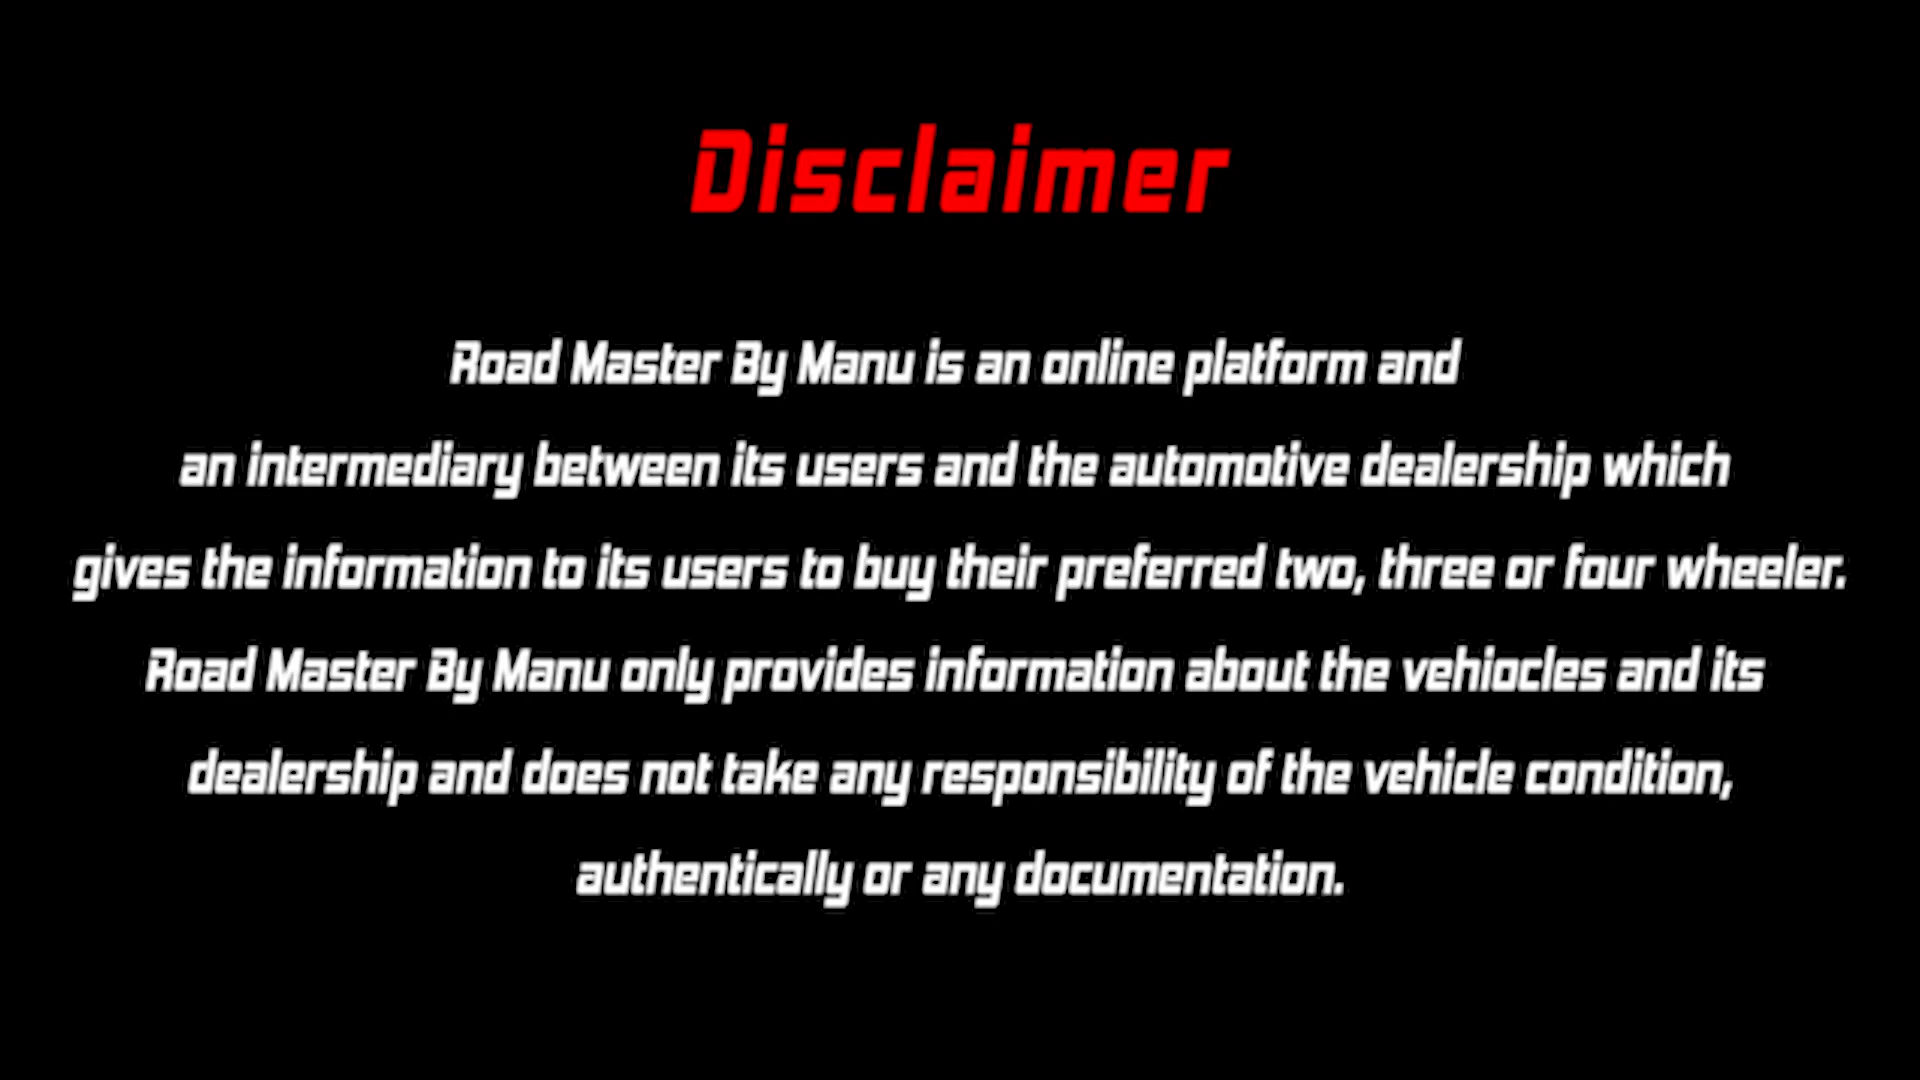 Disclaimer
Road Master By Manu is an online platform and
an intermediary between its users and the automotive dealership which
gives the information to its users to buy their preferred two, three or four wheeler.
Road Master By Manu only provides information about the vehiocles and its
dealership and does not take any responsibility of the vehicle condition,
authentically or any documentation.